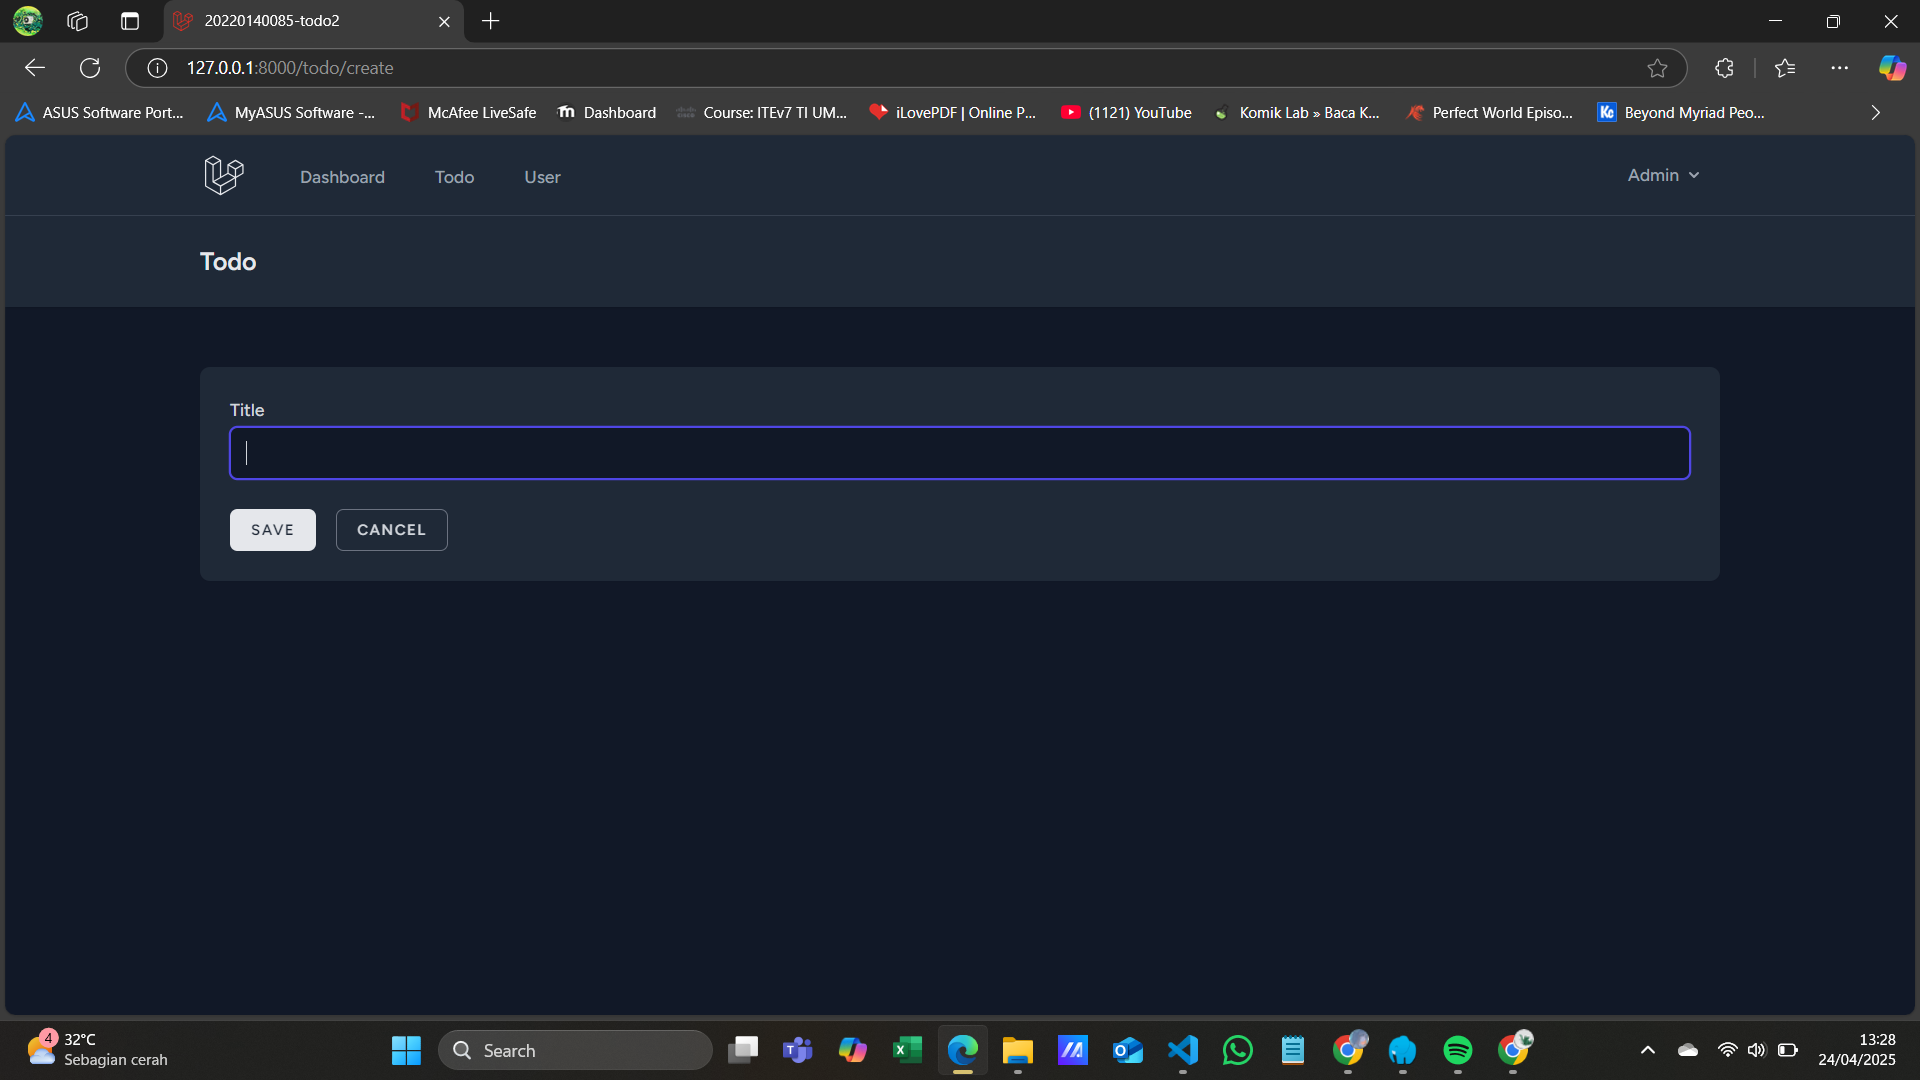 20220140085-todo2
127.0.0.1:8000/todo/create
ASUS Software Port...
MyASUS Software -...
McAfee LiveSafe
Dashboard
Course: ITEv7 TI UM...
iLovePDF | Online P...
(1121) YouTube
Komik Lab » Baca K...
Perfect World Episo...
Beyond Myriad Peo...
Dashboard
Todo
User
Admin
Todo
Title
SAVE
CANCEL
4
32°C
Sebagian cerah
Search
13:28
24/04/2025